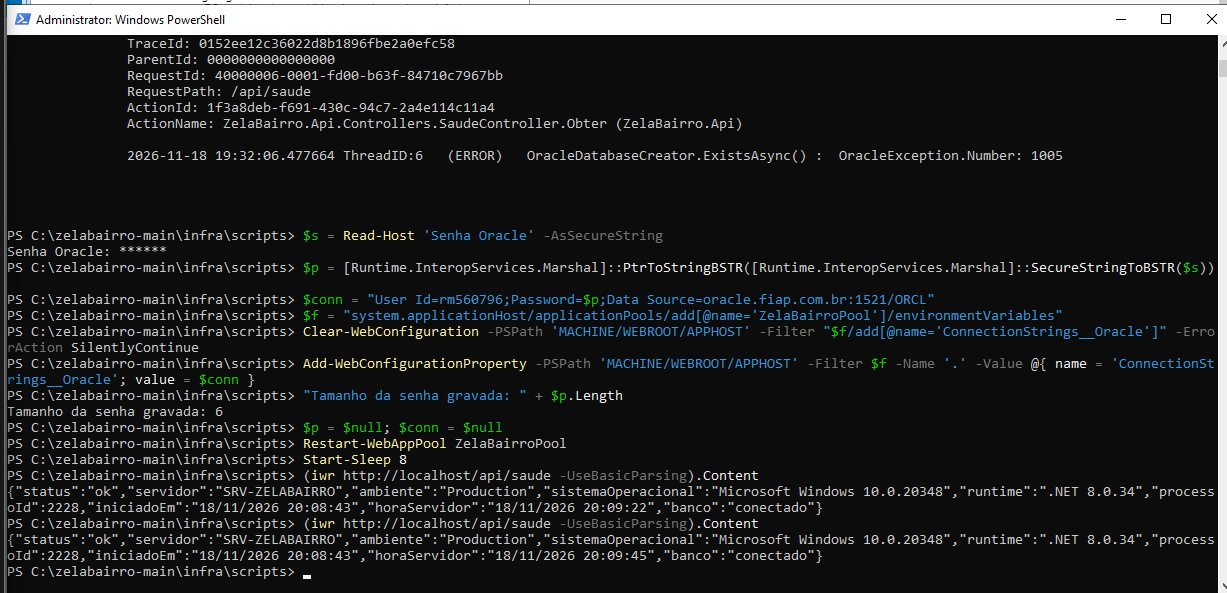 Administrator: Windows PowerShell
TraceId: 0152ee12c36022d8b1896fbe2a0efc58
ParentId: 0000000000000000
RequestId: 40000006-0001-fd00-b63f-84710c7967bb
RequestPath: /api/saude
ActionId: 1f3a8deb-f691-430c-94c7-2a4e114c11a4
ActionName: ZelaBairro.Api.Controllers.SaudeController.Obter (ZelaBairro.Api)
2026-11-18 19:32:06.477664 ThreadID:6   (ERROR)   OracleDatabaseCreator.ExistsAsync() :  OracleException.Number: 1005
PS C:\zelabairro-main\infra\scripts> $s = Read-Host 'Senha Oracle' -AsSecureString
Senha Oracle: ******
PS C:\zelabairro-main\infra\scripts> $p = [Runtime.InteropServices.Marshal]::PtrToStringBSTR([Runtime.InteropServices.Marshal]::SecureStringToBSTR($s))
PS C:\zelabairro-main\infra\scripts> $conn = "User Id=rm560796;Password=$p;Data Source=oracle.fiap.com.br:1521/ORCL"
PS C:\zelabairro-main\infra\scripts> $f = "system.applicationHost/applicationPools/add[@name='ZelaBairroPool']/environmentVariables"
PS C:\zelabairro-main\infra\scripts> Clear-WebConfiguration -PSPath 'MACHINE/WEBROOT/APPHOST' -Filter "$f/add[@name='ConnectionStrings__Oracle']" -Erro
rAction SilentlyContinue
PS C:\zelabairro-main\infra\scripts> Add-WebConfigurationProperty -PSPath 'MACHINE/WEBROOT/APPHOST' -Filter $f -Name '.' -Value @{ name = 'ConnectionSt
rings__Oracle'; value = $conn }
PS C:\zelabairro-main\infra\scripts> "Tamanho da senha gravada: " + $p.Length
Tamanho da senha gravada: 6
PS C:\zelabairro-main\infra\scripts> $p = $null; $conn = $null
PS C:\zelabairro-main\infra\scripts> Restart-WebAppPool ZelaBairroPool
PS C:\zelabairro-main\infra\scripts> Start-Sleep 8
PS C:\zelabairro-main\infra\scripts> (iwr http://localhost/api/saude -UseBasicParsing).Content
{"status":"ok","servidor":"SRV-ZELABAIRRO","ambiente":"Production","sistemaOperacional":"Microsoft Windows 10.0.20348","runtime":".NET 8.0.34","process
oId":2228,"iniciadoEm":"18/11/2026 20:08:43","horaServidor":"18/11/2026 20:09:22","banco":"conectado"}
PS C:\zelabairro-main\infra\scripts> (iwr http://localhost/api/saude -UseBasicParsing).Content
{"status":"ok","servidor":"SRV-ZELABAIRRO","ambiente":"Production","sistemaOperacional":"Microsoft Windows 10.0.20348","runtime":".NET 8.0.34","process
oId":2228,"iniciadoEm":"18/11/2026 20:08:43","horaServidor":"18/11/2026 20:09:45","banco":"conectado"}
PS C:\zelabairro-main\infra\scripts>